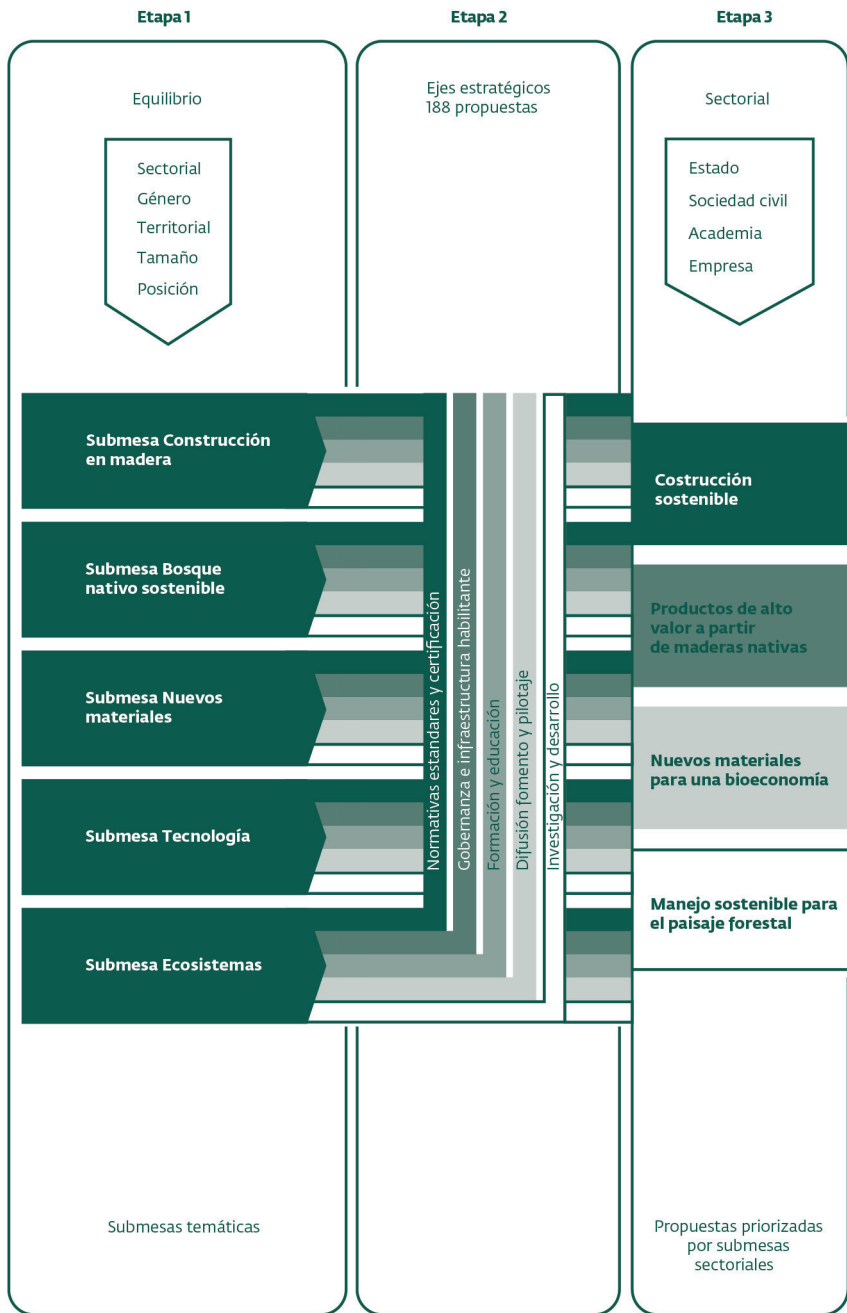 Etapa 1
Equilibrio
Sectorial
Género
Territorial
Tamaño
Posición
Submesa Construcción
en madera
Submesa Bosque
nativo sostenible
Submesa Nuevos
materiales
Submesa Tecnología
Submesa Ecosistemas
Submesas temáticas
Etapa 2
Ejes estratégicos
188 propuestas
Normativas estandares y certificación
Gobernanza e infraestructura habilitante
Formación y educación
Difusión fomento y pilotaje
Investigación y desarrollo
Etapa 3
Sectorial
Estado
Sociedad civil
Academia
Empresa
Costrucción
sostenible
Productos de alto
valor a partir
de maderas nativas
Nuevos materiales
para una bioeconomía
Manejo sostenible para
el paisaje forestal
Propuestas priorizadas
por submesas
sectoriales